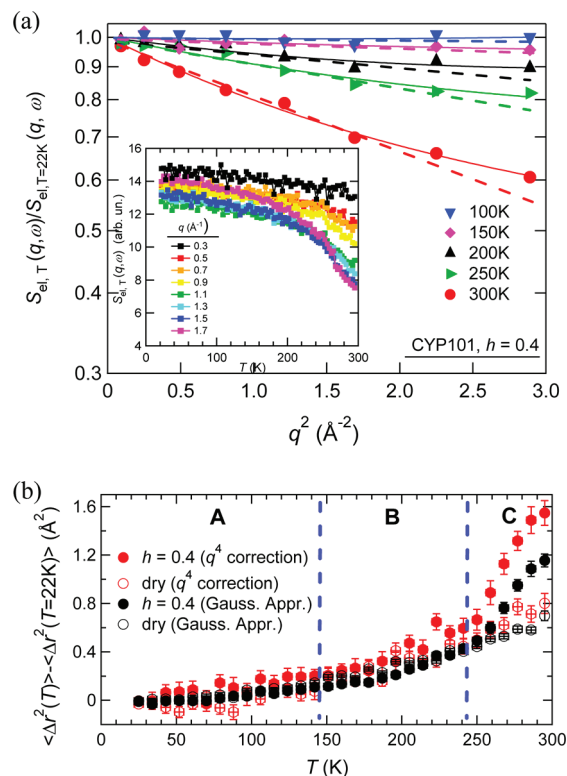 (a)
S_el,T(q,ω)/S_el,T=22K(q, ω)
1.0
0.9
0.8
0.7
0.6
0.5
0.4
0.3
16
14
12
10
8
6
4
S_el, T (q,ω) (arb. un.)
q (Å⁻¹)
0.3
0.5
0.7
0.9
1.1
1.3
1.5
1.7
0 100 200 300
T (K)
100K
150K
200K
250K
300K
CYP101, h = 0.4
0.0 0.5 1.0 1.5 2.0 2.5 3.0
q² (Å⁻²)
(b)
<Δr²(T)>-<Δr²(T=22K)> (Å²)
1.6
1.2
0.8
0.4
0
A B C
h = 0.4 (q⁴ correction)
dry (q⁴ correction)
h = 0.4 (Gauss. Appr.)
dry (Gauss. Appr.)
0 50 100 150 200 250 300
T (K)